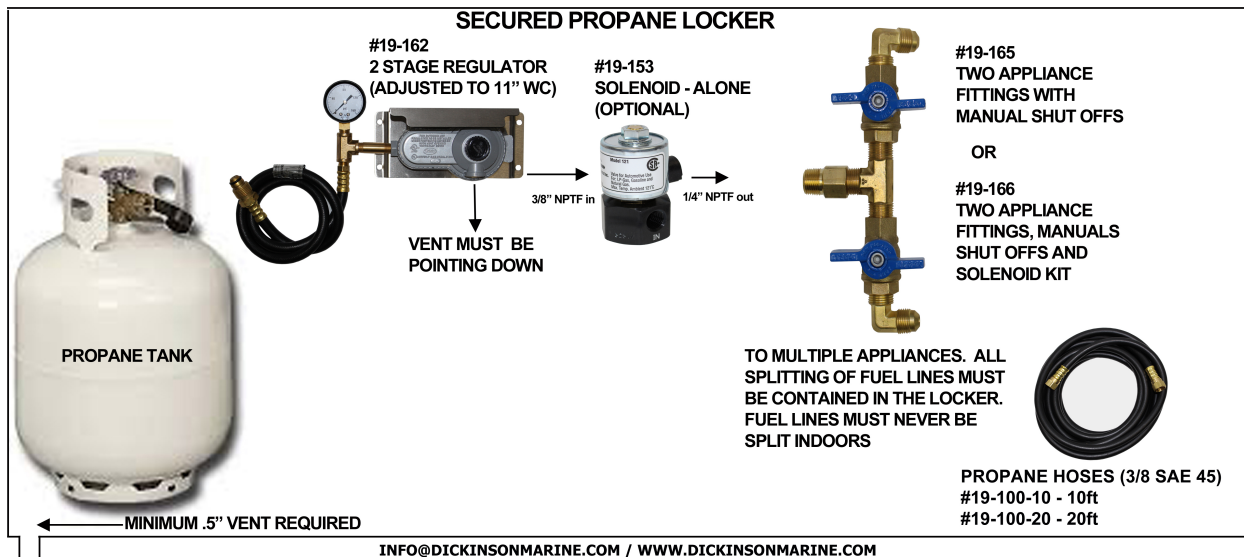 SECURED PROPANE LOCKER
#19-162
2 STAGE REGULATOR
(ADJUSTED TO 11” WC)
#19-153
SOLENOID - ALONE
(OPTIONAL)
#19-165
TWO APPLIANCE
FITTINGS WITH
MANUAL SHUT OFFS
OR
#19-166
TWO APPLIANCE
FITTINGS, MANUALS
SHUT OFFS AND
SOLENOID KIT
Model 121
IN
3/8” NPTF in
1/4” NPTF out
VENT MUST BE
POINTING DOWN
PROPANE TANK
TO MULTIPLE APPLIANCES. ALL
SPLITTING OF FUEL LINES MUST
BE CONTAINED IN THE LOCKER.
FUEL LINES MUST NEVER BE
SPLIT INDOORS
PROPANE HOSES (3/8 SAE 45)
#19-100-10 - 10ft
#19-100-20 - 20ft
MINIMUM .5” VENT REQUIRED
INFO@DICKINSONMARINE.COM / WWW.DICKINSONMARINE.COM